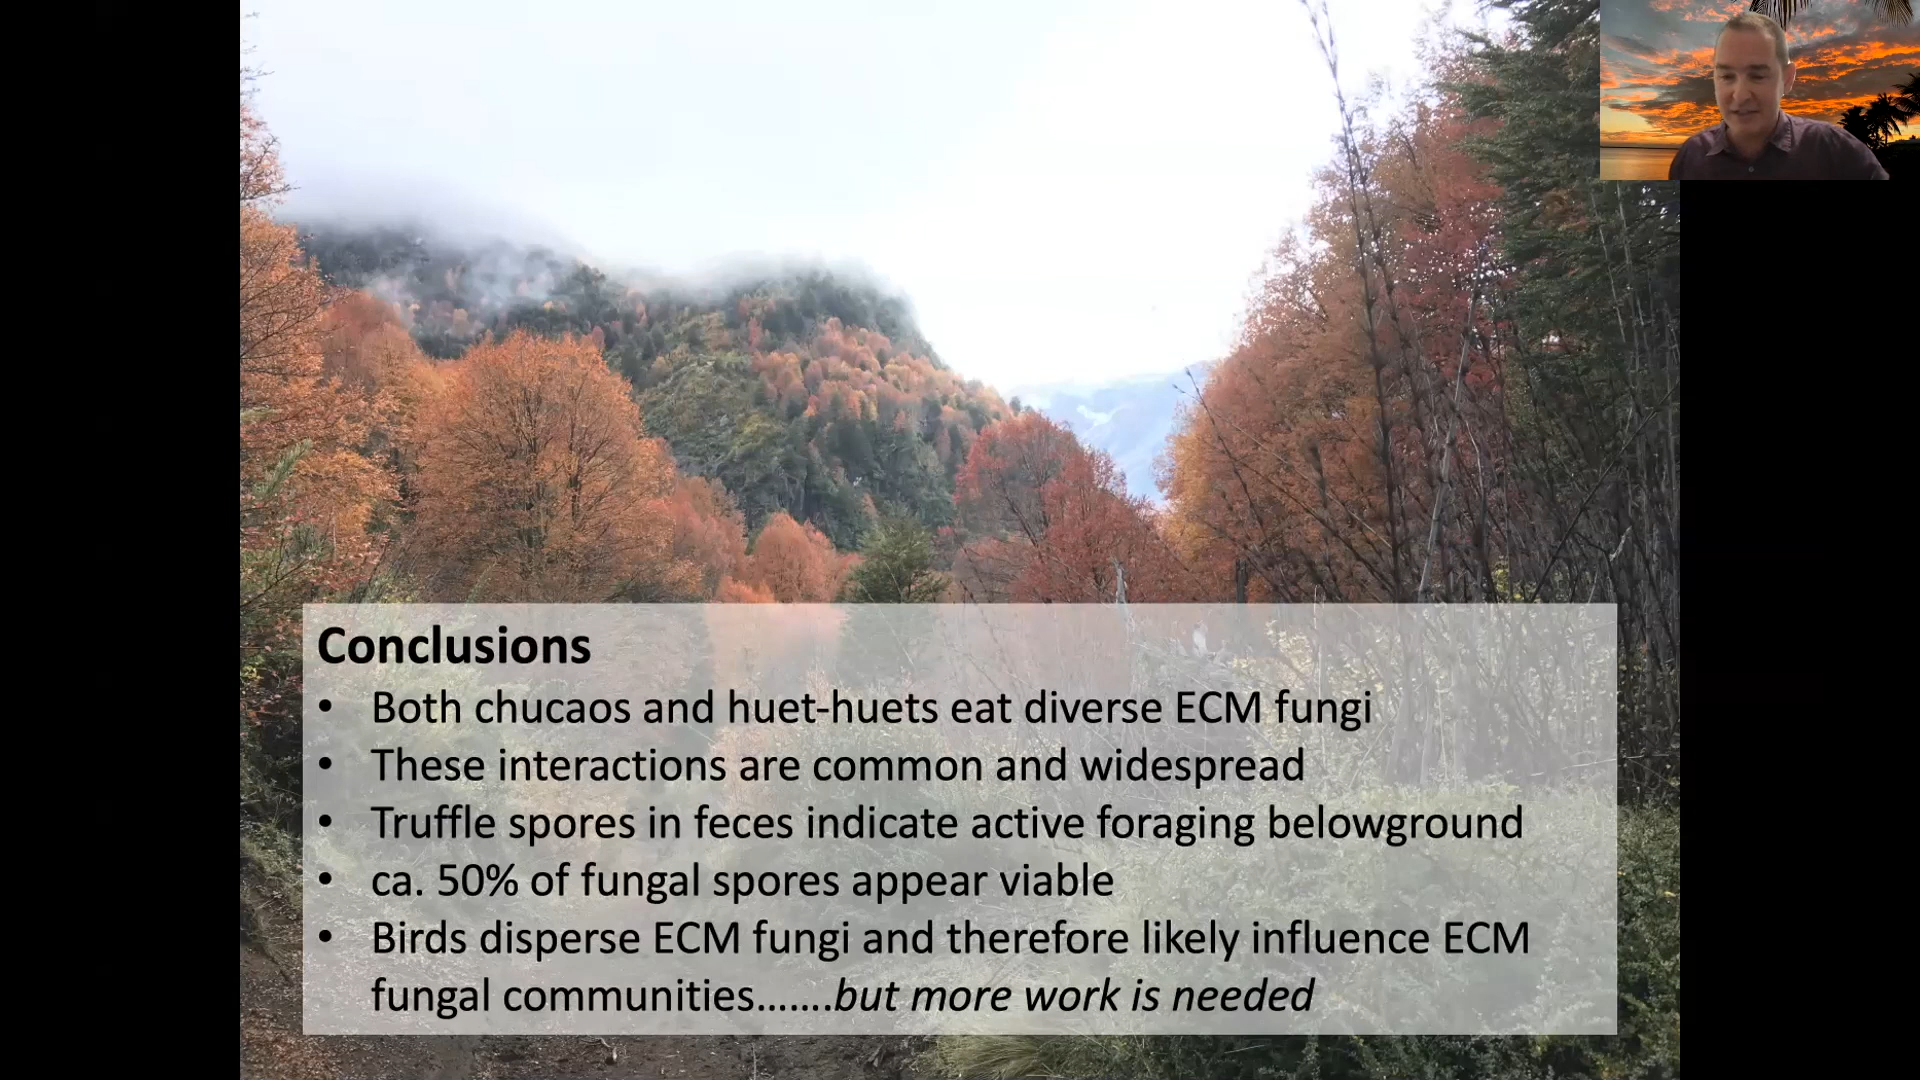 Conclusions
• Both chucaos and huet-huets eat diverse ECM fungi
• These interactions are common and widespread
• Truffle spores in feces indicate active foraging belowground
• ca. 50% of fungal spores appear viable
• Birds disperse ECM fungi and therefore likely influence ECM
fungal communities…….but more work is needed